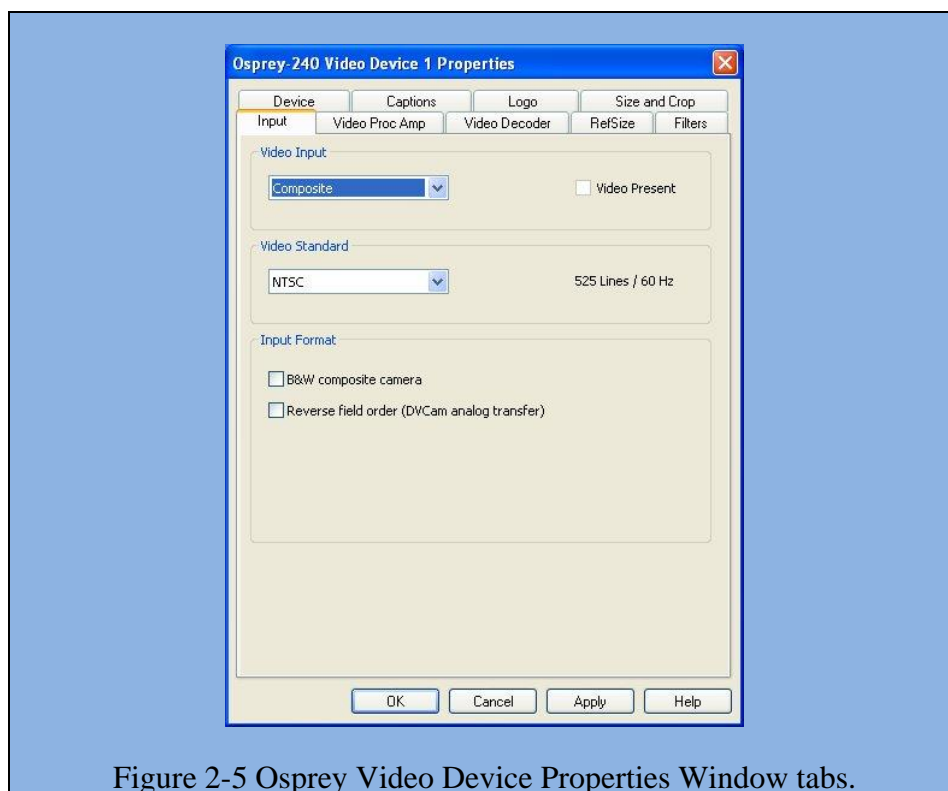 Osprey-240 Video Device 1 Properties
Device Captions Logo Size and Crop
Input Video Proc Amp Video Decoder RefSize Filters
Video Input
Composite Video Present
Video Standard
NTSC 525 Lines / 60 Hz
Input Format
B&W composite camera
Reverse field order (DVCam analog transfer)
OK Cancel Apply Help
Figure 2-5 Osprey Video Device Properties Window tabs.